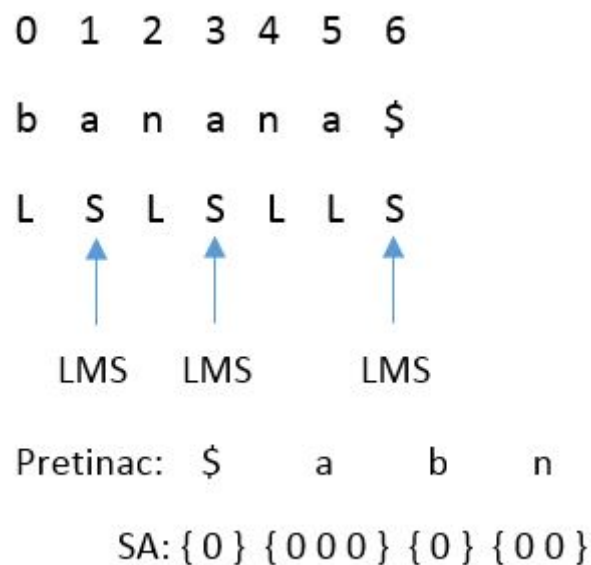 0 1 2 3 4 5 6
b a n a n a $
L S L S L L S
LMS LMS LMS
Pretinac: $ a b n
SA: { 0 } { 0 0 0 } { 0 } { 0 0 }